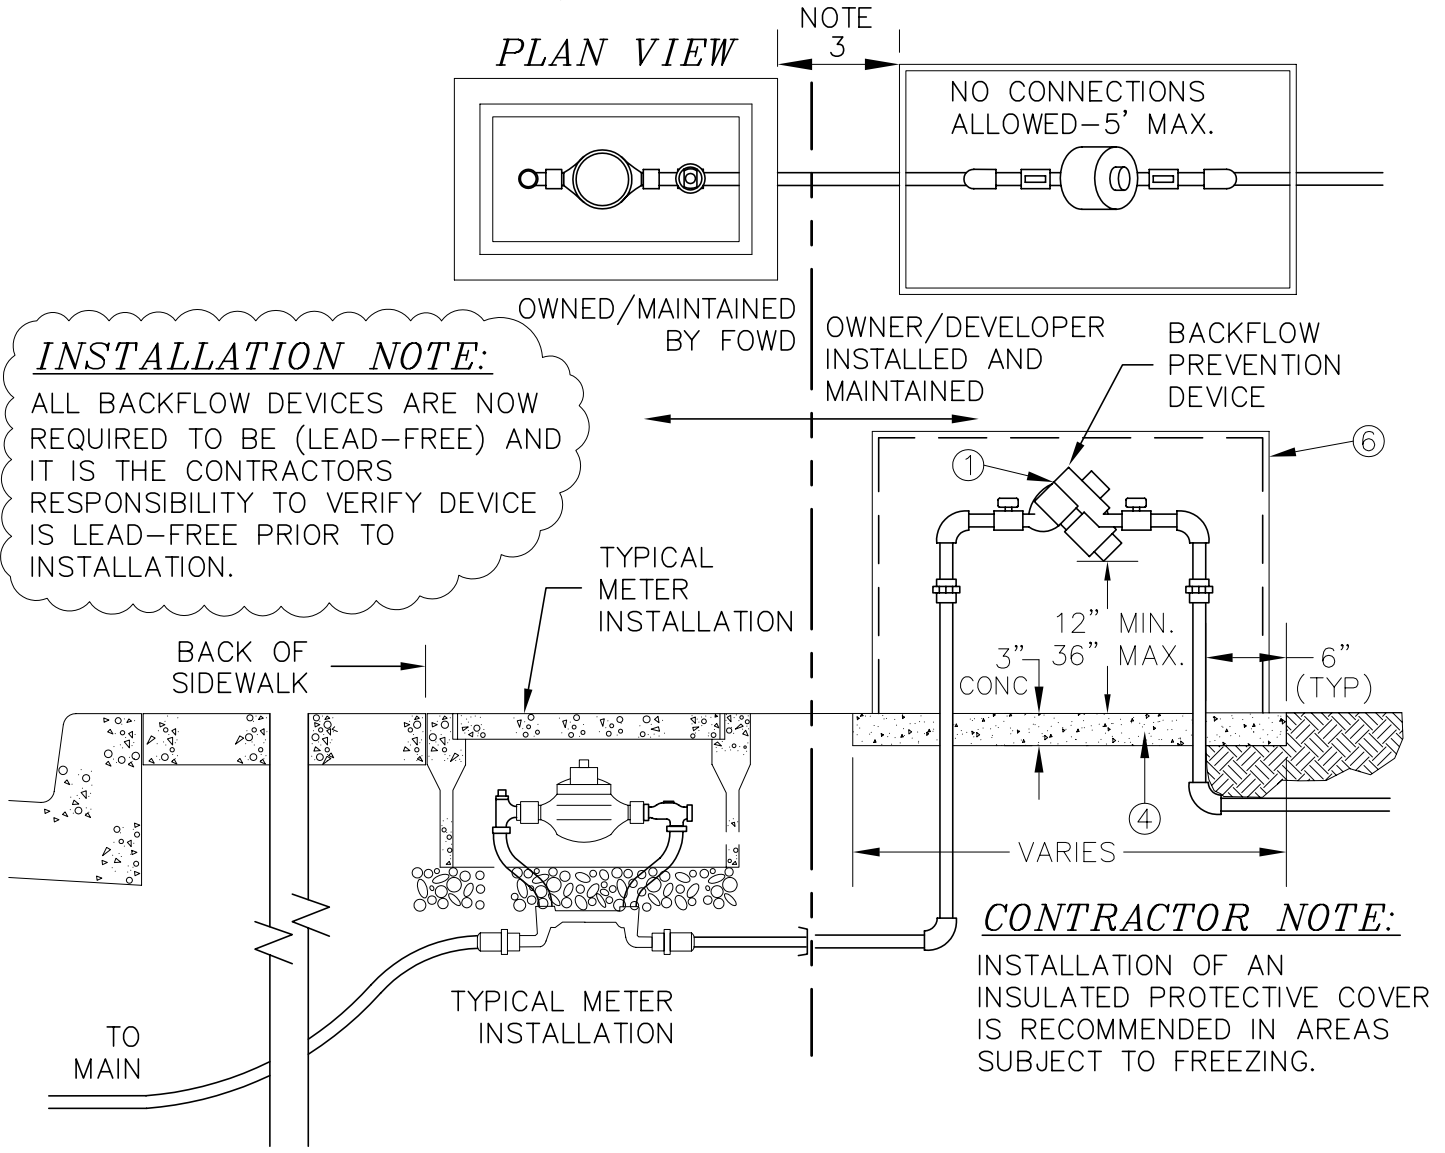 PLAN VIEW
NOTE
3
NO CONNECTIONS
ALLOWED-5' MAX.
OWNED/MAINTAINED
BY FOWD
OWNER/DEVELOPER
INSTALLED AND
MAINTAINED
BACKFLOW
PREVENTION
DEVICE
INSTALLATION NOTE:
ALL BACKFLOW DEVICES ARE NOW
REQUIRED TO BE (LEAD-FREE) AND
IT IS THE CONTRACTORS
RESPONSIBILITY TO VERIFY DEVICE
IS LEAD-FREE PRIOR TO
INSTALLATION.
6
1
TYPICAL
METER
INSTALLATION
BACK OF
SIDEWALK
12" MIN.
36" MAX.
3"
CONC
6"
(TYP)
4
VARIES
CONTRACTOR NOTE:
INSTALLATION OF AN
INSULATED PROTECTIVE COVER
IS RECOMMENDED IN AREAS
SUBJECT TO FREEZING.
TYPICAL METER
INSTALLATION
TO
MAIN